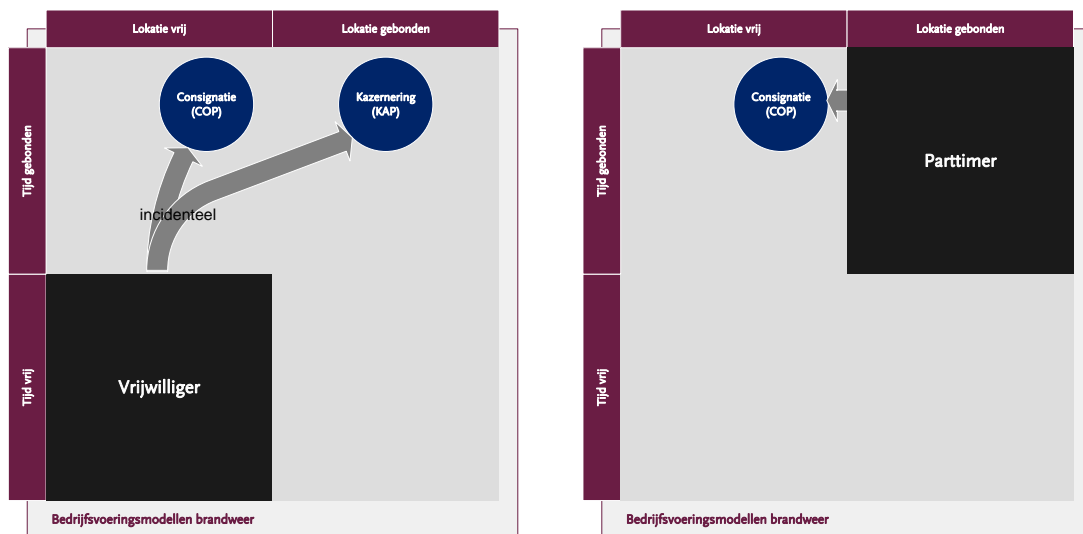 Lokatie vrij
Lokatie gebonden
Tijd gebonden
Consignatie
(COP)
Kazernering
(KAP)
incidenteel
Tijd vrij
Vrijwilliger
Bedrijfsvoeringsmodellen brandweer
Lokatie vrij
Lokatie gebonden
Tijd gebonden
Consignatie
(COP)
Parttimer
Tijd vrij
Bedrijfsvoeringsmodellen brandweer